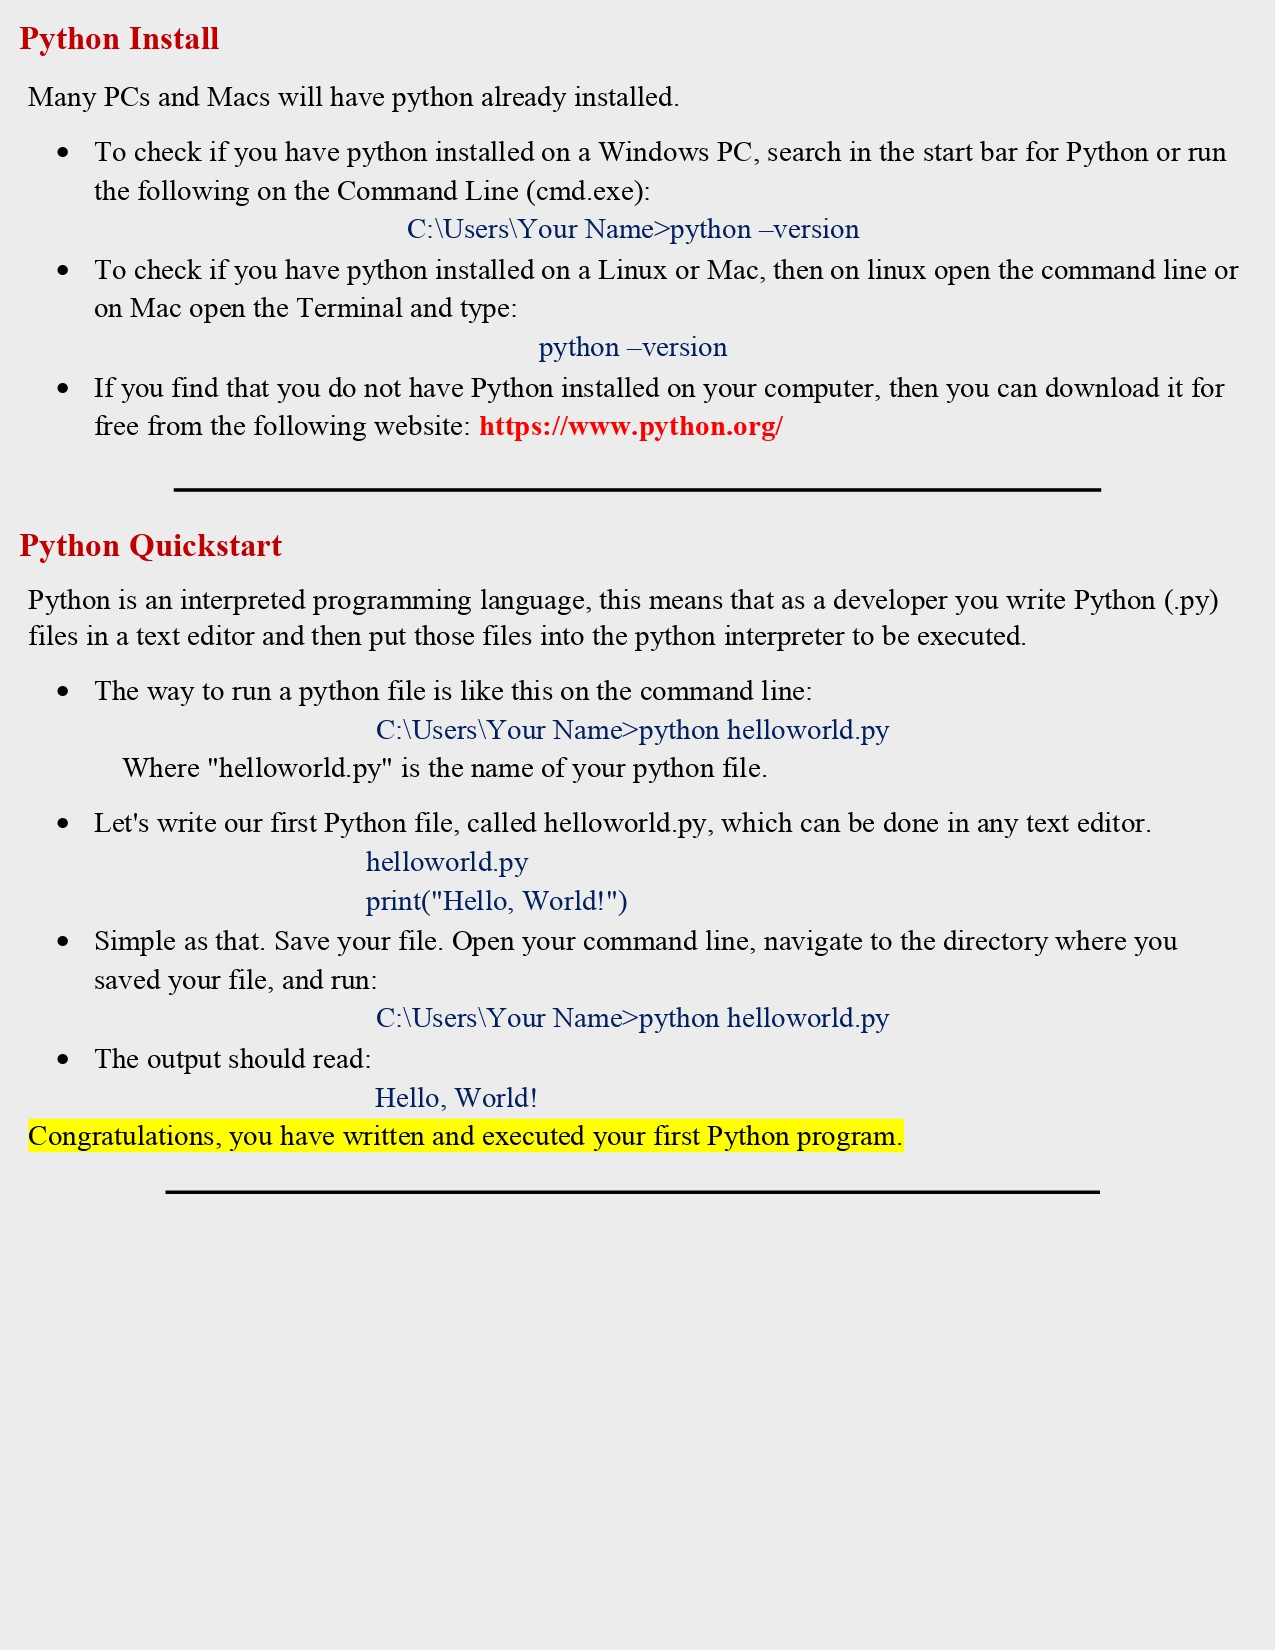 Python Install
Many PCs and Macs will have python already installed.
• To check if you have python installed on a Windows PC, search in the start bar for Python or run
the following on the Command Line (cmd.exe):
C:\Users\Your Name>python –version
• To check if you have python installed on a Linux or Mac, then on linux open the command line or
on Mac open the Terminal and type:
python –version
• If you find that you do not have Python installed on your computer, then you can download it for
free from the following website: https://www.python.org/
Python Quickstart
Python is an interpreted programming language, this means that as a developer you write Python (.py)
files in a text editor and then put those files into the python interpreter to be executed.
• The way to run a python file is like this on the command line:
C:\Users\Your Name>python helloworld.py
Where "helloworld.py" is the name of your python file.
• Let's write our first Python file, called helloworld.py, which can be done in any text editor.
helloworld.py
print("Hello, World!")
• Simple as that. Save your file. Open your command line, navigate to the directory where you
saved your file, and run:
C:\Users\Your Name>python helloworld.py
• The output should read:
Hello, World!
Congratulations, you have written and executed your first Python program.